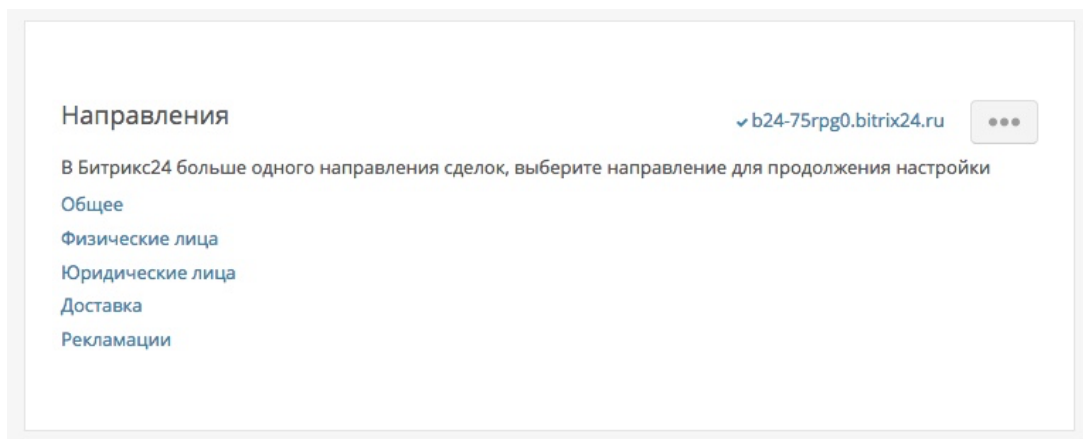 Направления
b24-75rpg0.bitrix24.ru
В Битрикс24 больше одного направления сделок, выберите направление для продолжения настройки
Общее
Физические лица
Юридические лица
Доставка
Рекламации